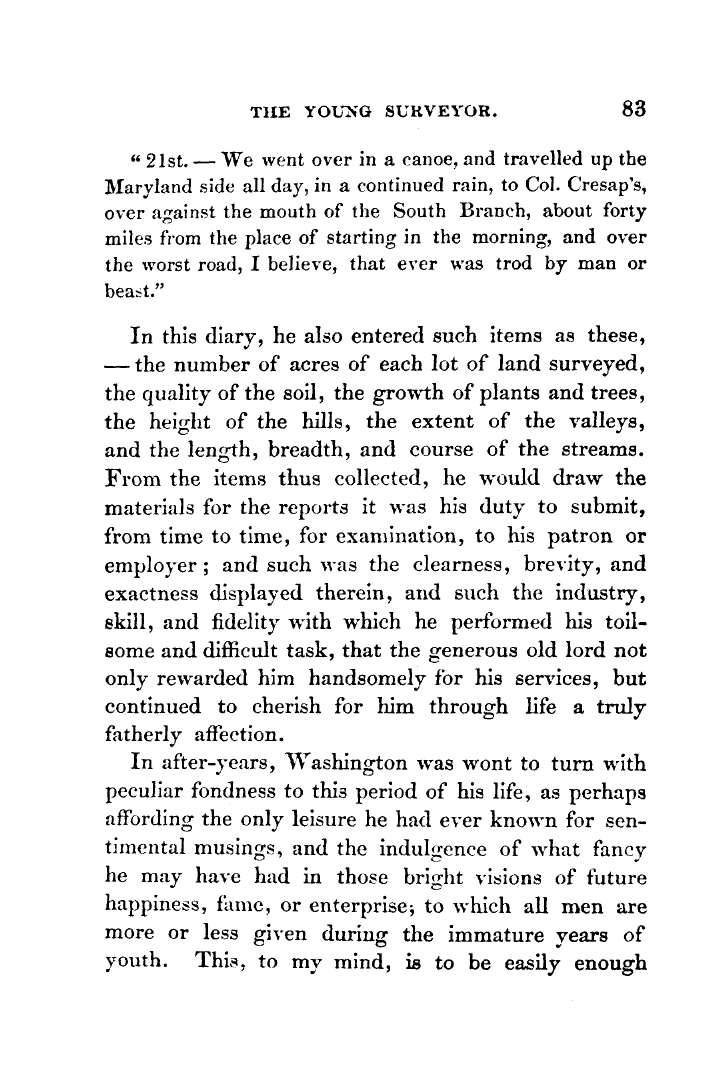 THE YOUNG SURVEYOR. 83
“ 21st. — We went over in a canoe, and travelled up the
Maryland side all day, in a continued rain, to Col. Cresap's,
over against the mouth of the South Branch, about forty
miles from the place of starting in the morning, and over
the worst road, I believe, that ever was trod by man or
beast.”
In this diary, he also entered such items as these,
— the number of acres of each lot of land surveyed,
the quality of the soil, the growth of plants and trees,
the height of the hills, the extent of the valleys,
and the length, breadth, and course of the streams.
From the items thus collected, he would draw the
materials for the reports it was his duty to submit,
from time to time, for examination, to his patron or
employer ; and such was the clearness, brevity, and
exactness displayed therein, and such the industry,
skill, and fidelity with which he performed his toil-
some and difficult task, that the generous old lord not
only rewarded him handsomely for his services, but
continued to cherish for him through life a truly
fatherly affection.
In after-years, Washington was wont to turn with
peculiar fondness to this period of his life, as perhaps
affording the only leisure he had ever known for sen-
timental musings, and the indulgence of what fancy
he may have had in those bright visions of future
happiness, fame, or enterprise; to which all men are
more or less given during the immature years of
youth. This, to my mind, is to be easily enough